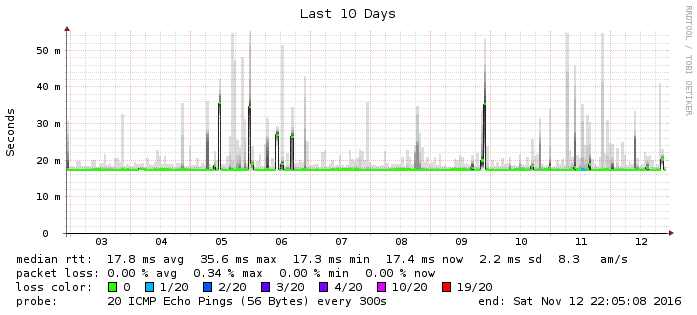 Last 10 Days
RRDTOOL / TOBI OETIKER
Seconds
50 m
40 m
30 m
20 m
10 m
0
03 04 05 06 07 08 09 10 11 12
median rtt: 17.8 ms avg 35.6 ms max 17.3 ms min 17.4 ms now 2.2 ms sd 8.3 am/s
packet loss: 0.00 % avg 0.34 % max 0.00 % min 0.00 % now
loss color: 0 1/20 2/20 3/20 4/20 10/20 19/20
probe: 20 ICMP Echo Pings (56 Bytes) every 300s end: Sat Nov 12 22:05:08 2016